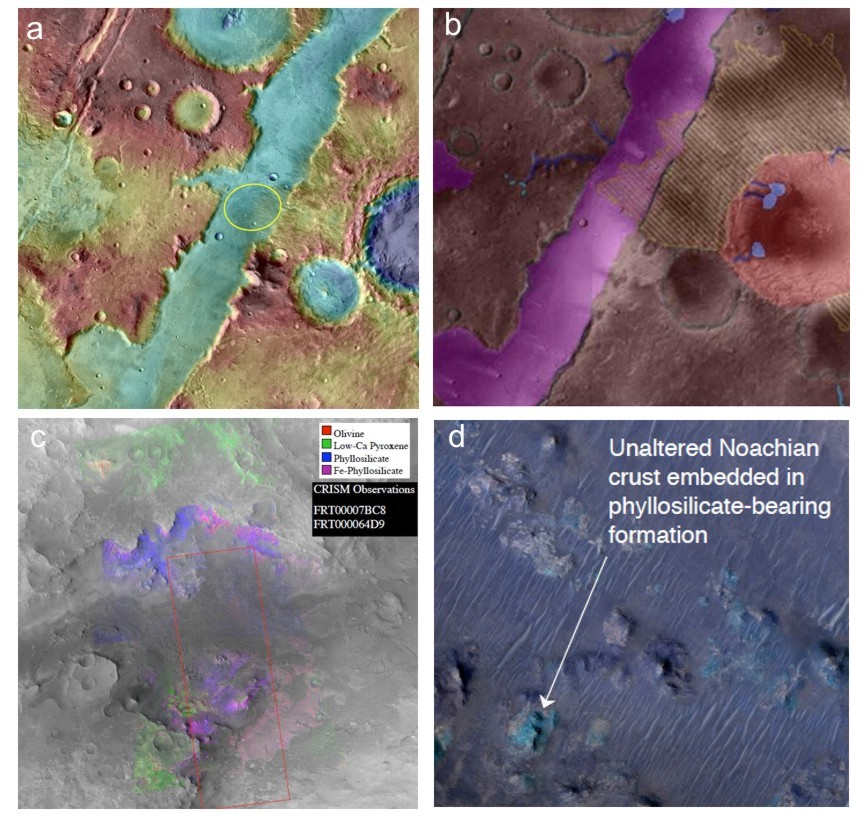 a
b
c
Olivine
Low-Ca Pyroxene
Phyllosilicate
Fe-Phyllosilicate
CRISM Observations
FRT00007BC8
FRT000064D9
d
Unaltered Noachian
crust embedded in
phyllosilicate-bearing
formation